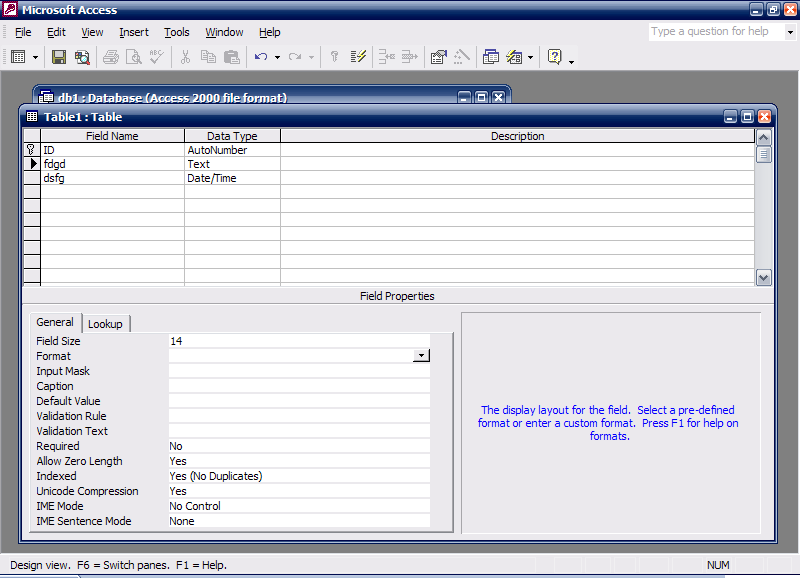 Microsoft Access
File Edit View Insert Tools Window Help
Type a question for help
db1 : Database (Access 2000 file format)
Table1 : Table
Field Name Data Type Description
ID AutoNumber
fdgd Text
dsfg Date/Time
Field Properties
General Lookup
Field Size 14
Format
Input Mask
Caption
Default Value
Validation Rule
Validation Text
Required No
Allow Zero Length Yes
Indexed Yes (No Duplicates)
Unicode Compression Yes
IME Mode No Control
IME Sentence Mode None
The display layout for the field. Select a pre-defined
format or enter a custom format. Press F1 for help on
formats.
Design view. F6 = Switch panes. F1 = Help. NUM